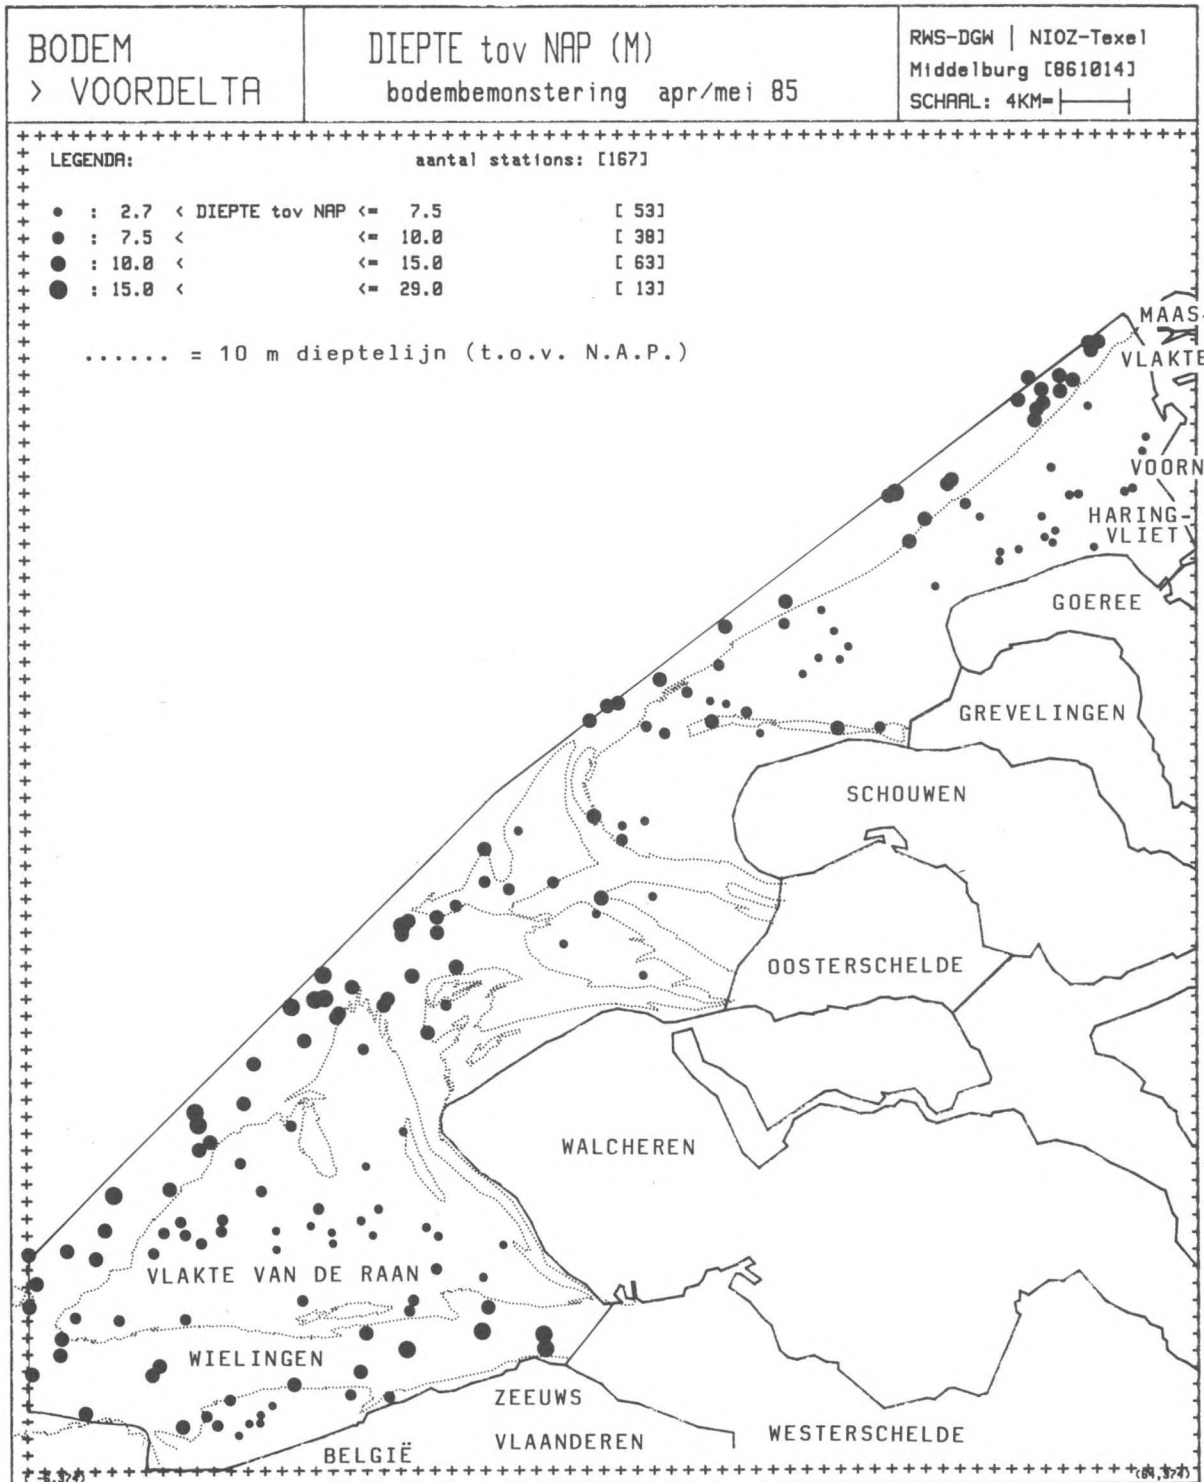 BODEM
> VOORDELTA
DIEPTE tov NAP (M)
bodembemonstering apr/mei 85
RWS-DGW | NIOZ-Texel
Middelburg [861014]
SCHAAL: 4KM=
LEGENDA: aantal stations: [167]
: 2.7 < DIEPTE tov NAP <= 7.5 [ 53]
: 7.5 < <= 10.0 [ 38]
: 10.0 < <= 15.0 [ 63]
: 15.0 < <= 29.0 [ 13]
...... = 10 m dieptelijn (t.o.v. N.A.P.)
MAAS-
VLAKTE
VOORN
HARING-
VLIET
GOEREE
GREVELINGEN
SCHOUWEN
OOSTERSCHELDE
WALCHEREN
VLAKTE VAN DE RAAN
WIELINGEN
ZEEUWS
VLAANDEREN
WESTERSCHELDE
BELGIË